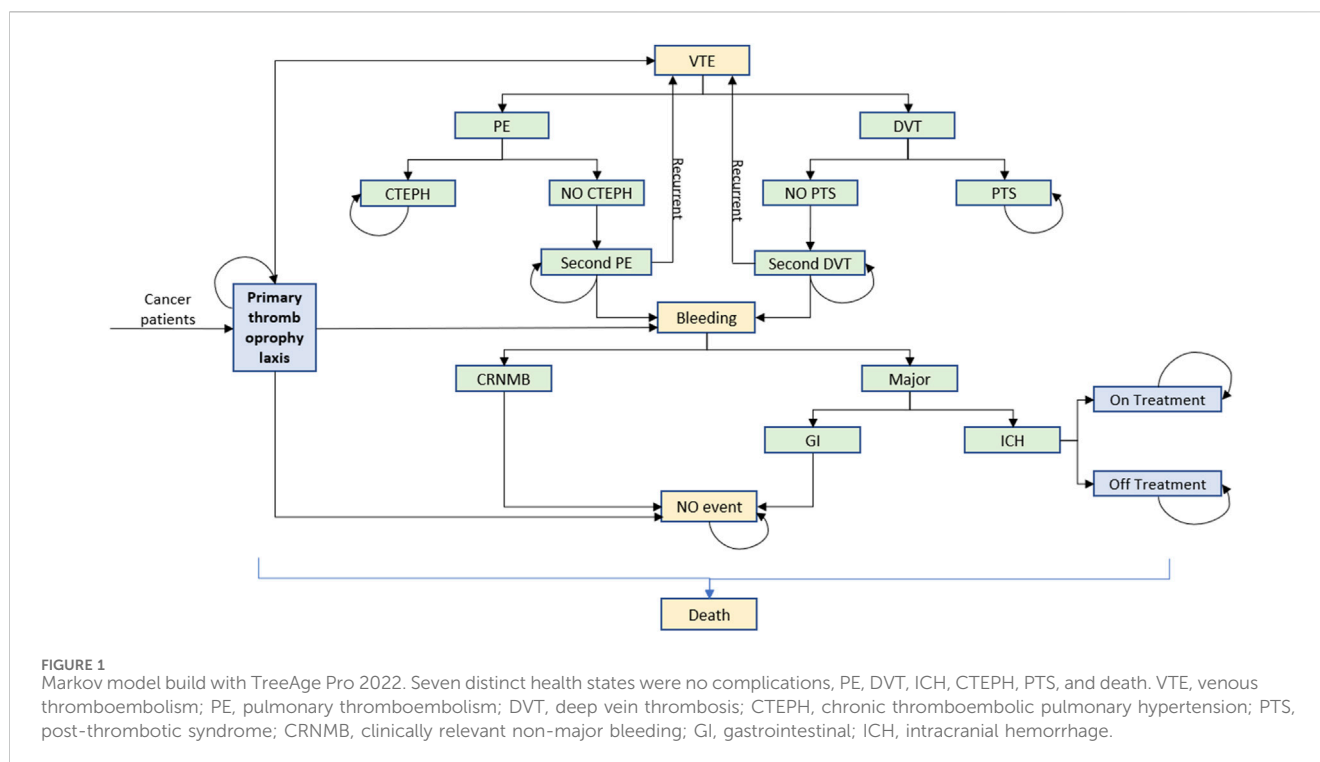 VTE
PE
DVT
CTEPH
NO CTEPH
Recurrent
Recurrent
NO PTS
PTS
Second PE
Second DVT
Cancer
patients
Primary
thromb
oprophy
laxis
Bleeding
CRNMB
Major
On Treatment
GI
ICH
Off Treatment
NO event
Death
FIGURE 1
Markov model build with TreeAge Pro 2022. Seven distinct health states were no complications, PE, DVT, ICH, CTEPH, PTS, and death. VTE, venous
thromboembolism; PE, pulmonary thromboembolism; DVT, deep vein thrombosis; CTEPH, chronic thromboembolic pulmonary hypertension; PTS,
post-thrombotic syndrome; CRNMB, clinically relevant non-major bleeding; GI, gastrointestinal; ICH, intracranial hemorrhage.